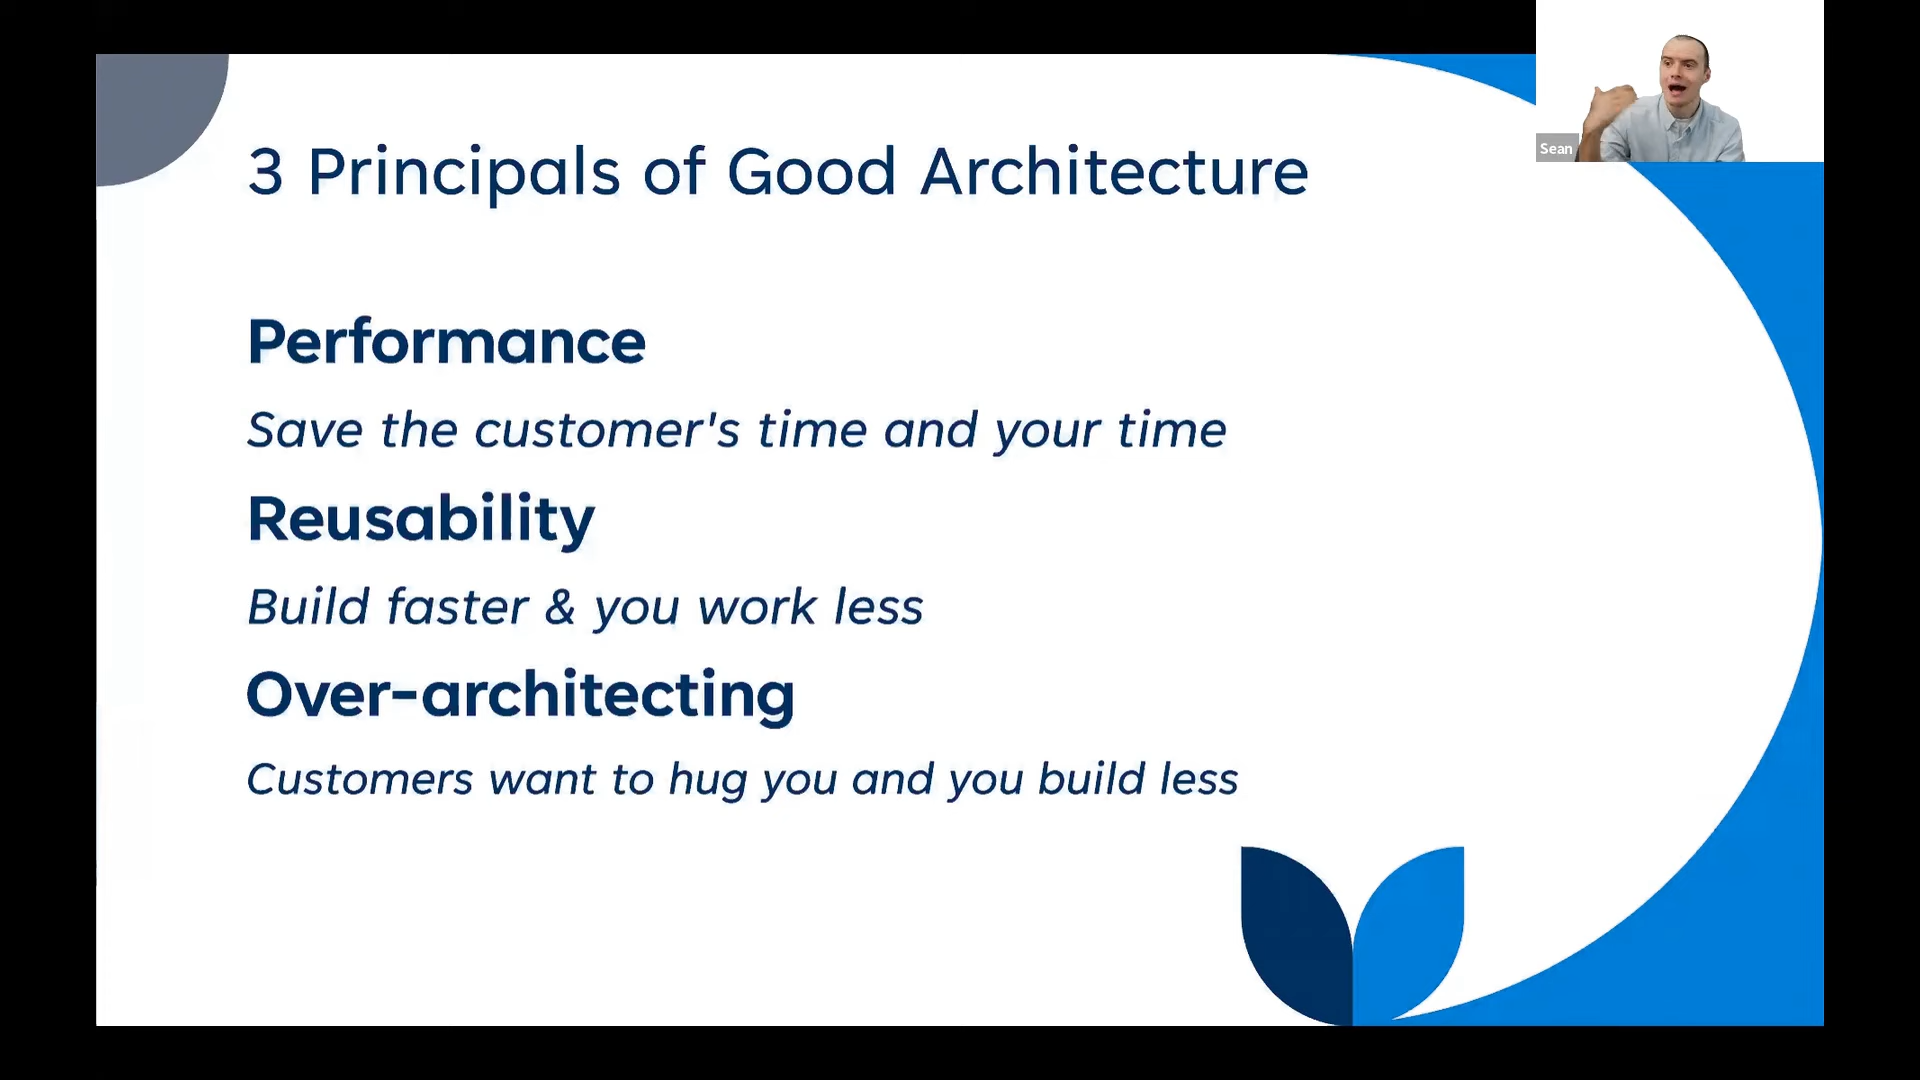 3 Principals of Good Architecture
Sean
Performance
Save the customer's time and your time
Reusability
Build faster & you work less
Over-architecting
Customers want to hug you and you build less